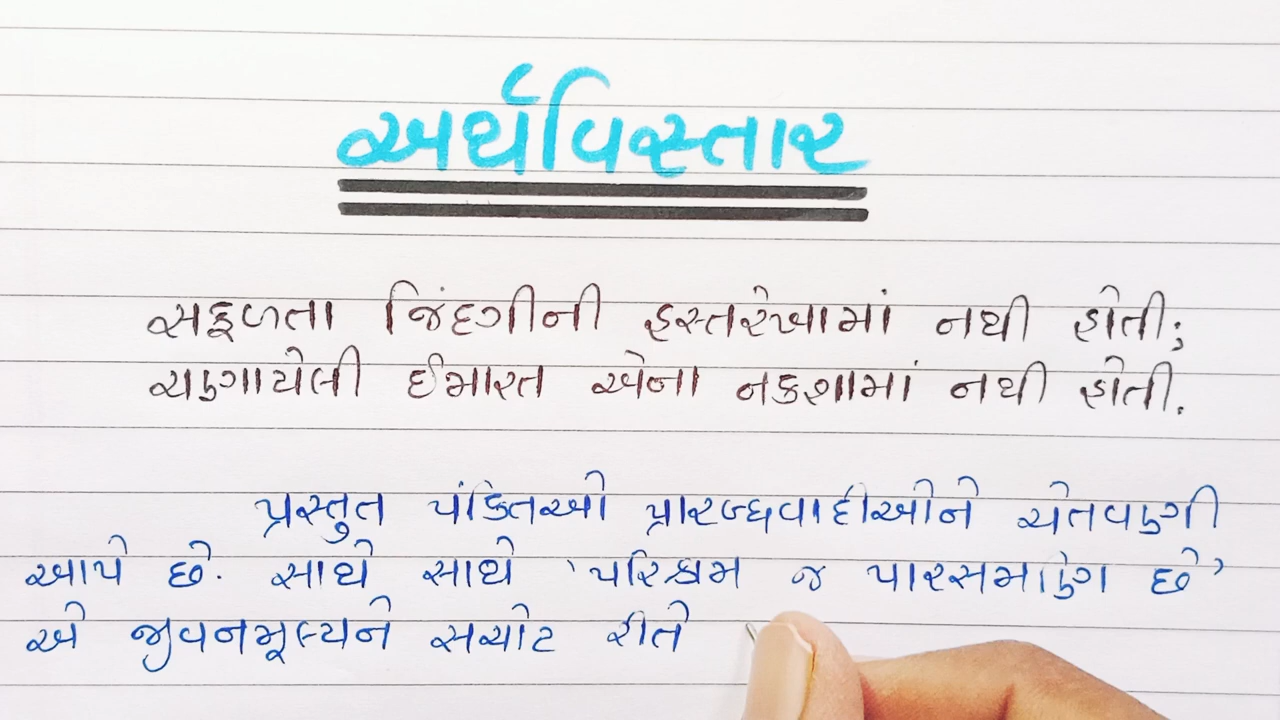 અર્થવિસ્તાર
સફળતા જિંદગીની હસ્તરેખામાં નથી હોતી;
ચણાયેલી ઈમારત એના નકશામાં નથી હોતી.
પ્રસ્તુત પંક્તિઓ પ્રારબ્ધવાદીઓને ચેતવણી
આપે છે. સાથે સાથે 'પરિશ્રમ જ પારસમણિ છે'
એ જીવનમૂલ્યને સચોટ રીતે